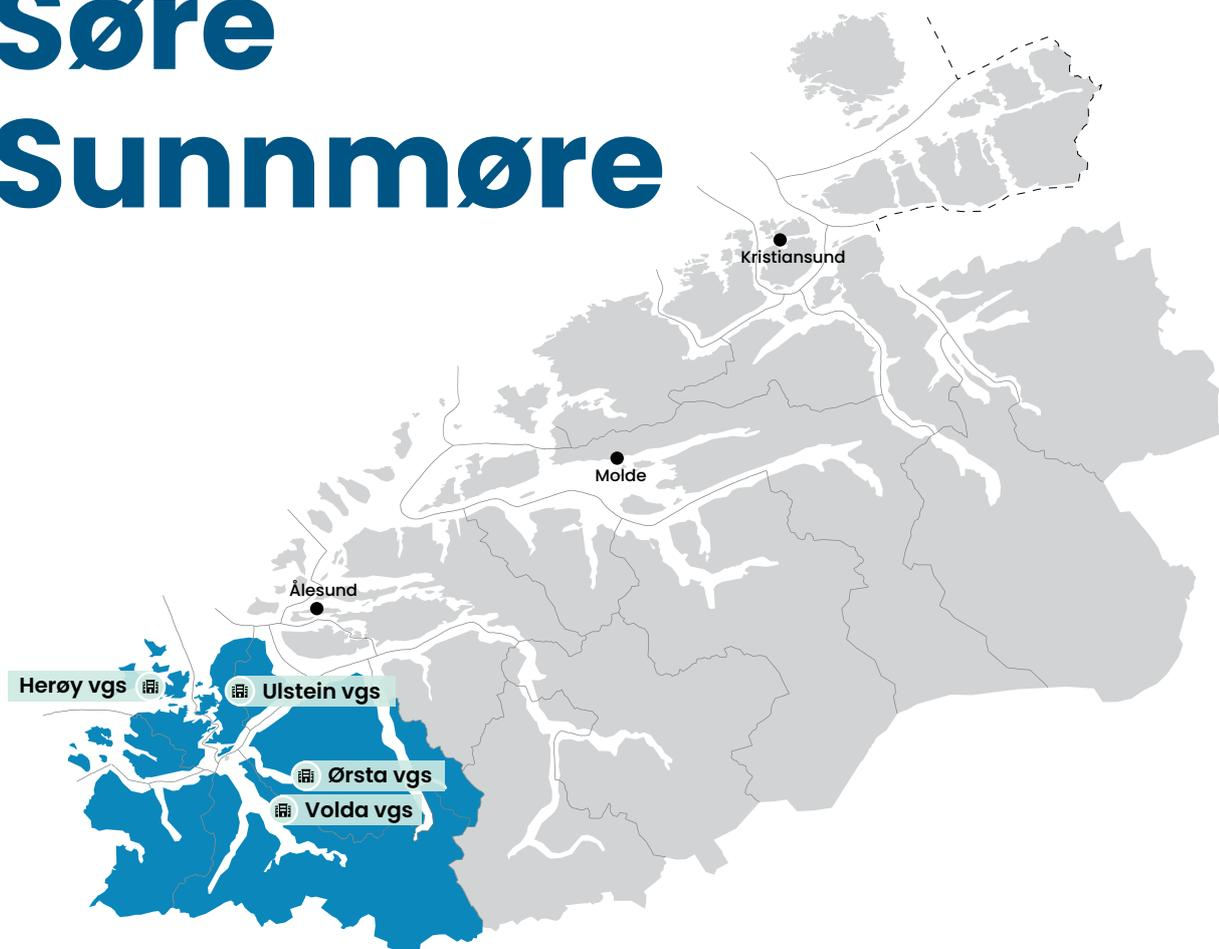 Søre
Sunnmøre
Kristiansund
Molde
Ålesund
Herøy vgs
Ulstein vgs
Ørsta vgs
Volda vgs